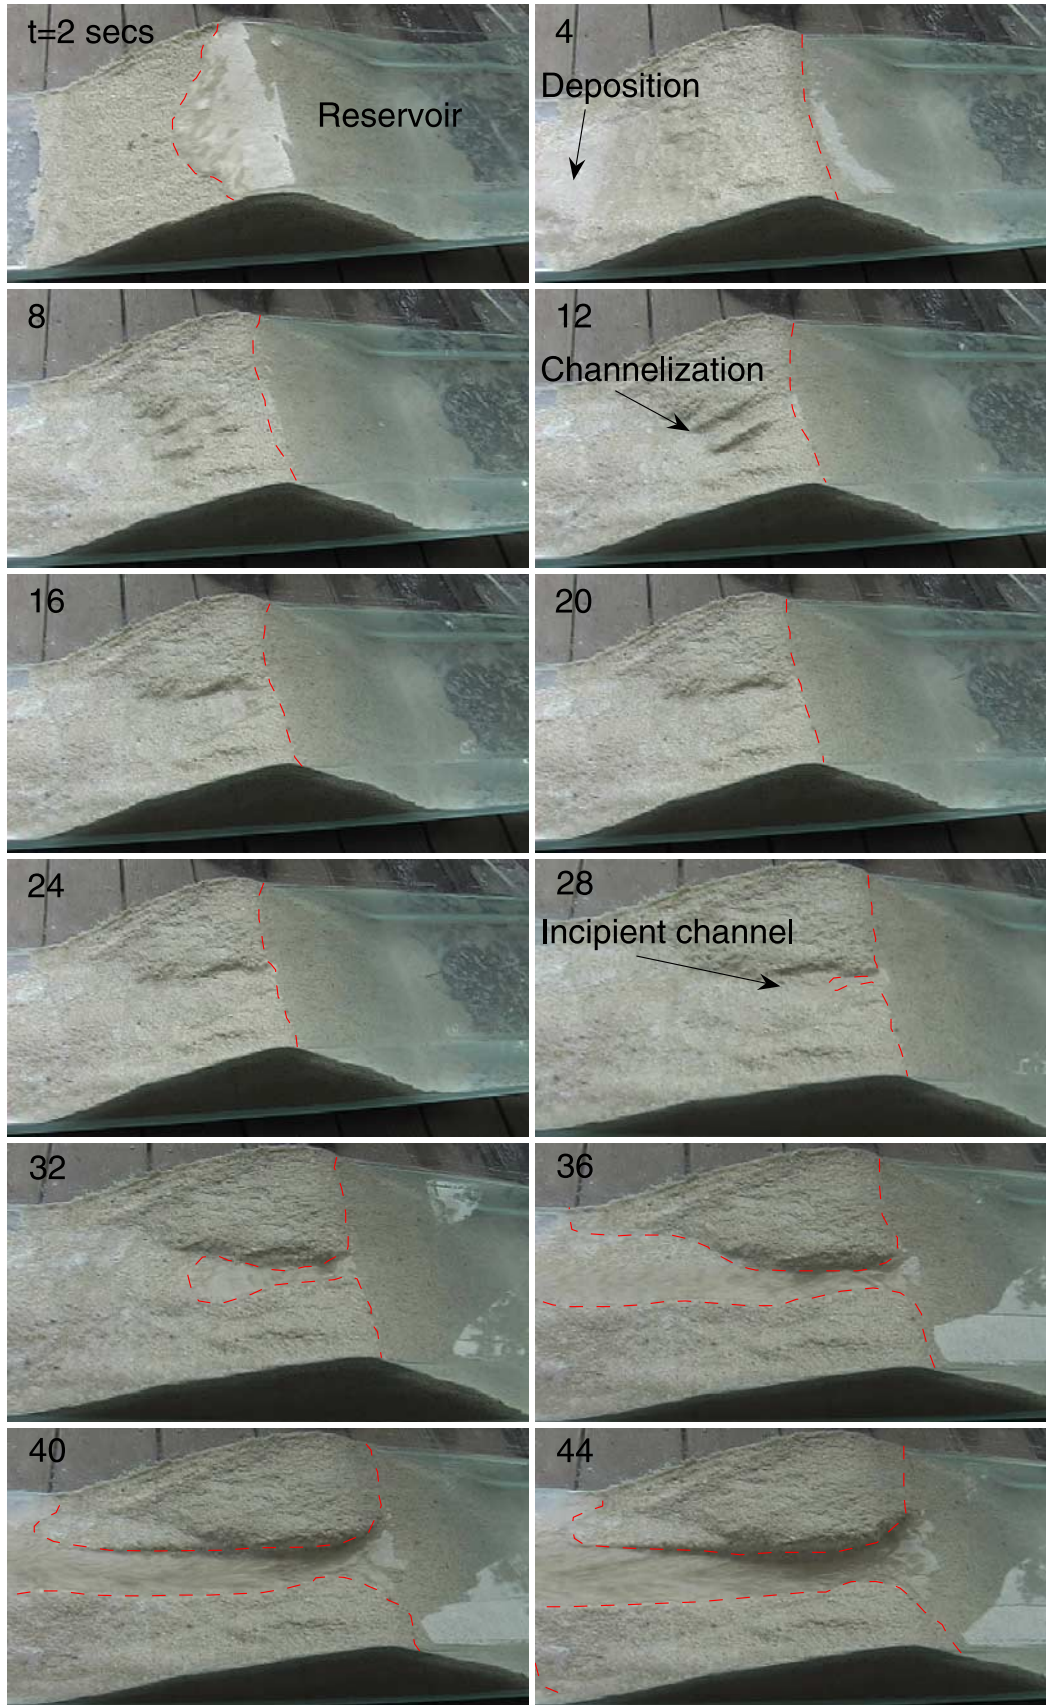 t=2 secs
Reservoir
4
Deposition
8
12
Channelization
16
20
24
28
Incipient channel
32
36
40
44